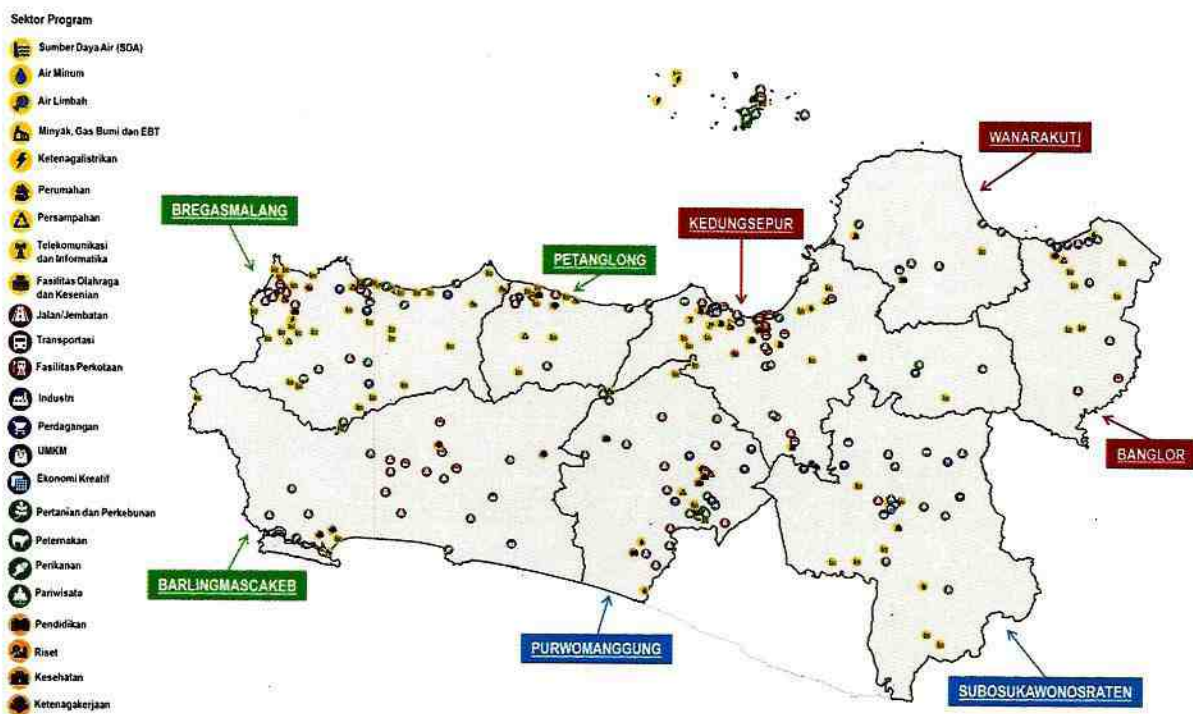 Sektor Program
Sumber Daya Air (SDA)
Air Minum
Air Limbah
Minyak, Gas Bumi dan EBT
Ketenagalistrikan
Perumahan
Persampahan
Telekomunikasi
dan Informatika
Fasilitas Olahraga
dan Kesenian
Jalan/Jembatan
Transportasi
Fasilitas Perkotaan
Industri
Perdagangan
UMKM
Ekonomi Kreatif
Pertanian dan Perkebunan
Peternakan
Perikanan
Pariwisata
Pendidikan
Riset
Kesehatan
Ketenagakerjaan
WANARAKUTI
BREGASMALANG
KEDUNGSEPUR
PETANGLONG
BANGLOR
BARLINGMASCAKEB
PURWOMANGGUNG
SUBOSUKAWONOSRATEN